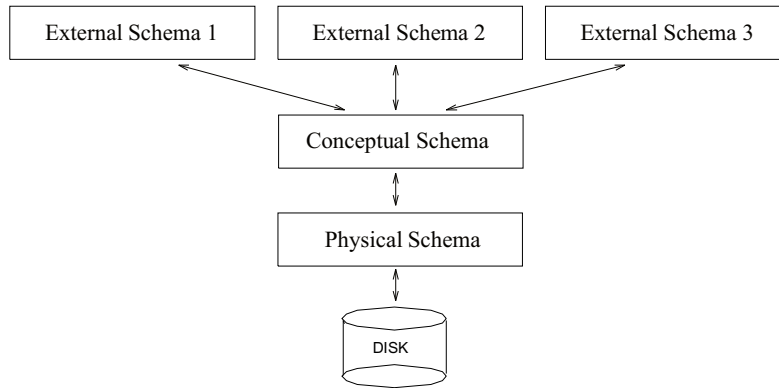 External Schema 1
External Schema 2
External Schema 3
Conceptual Schema
Physical Schema
DISK